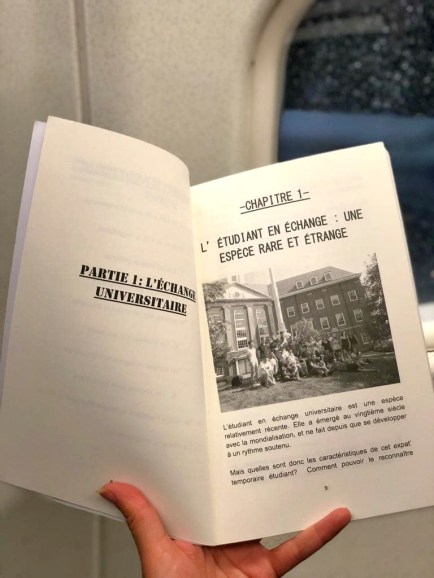 PARTIE 1: L'ÉCHANGE
UNIVERSITAIRE
-CHAPITRE 1-
L' ÉTUDIANT EN ÉCHANGE : UNE
ESPÈCE RARE ET ÉTRANGE
L'étudiant en échange universitaire est une espèce
relativement récente. Elle a émergé au vingtième siècle
avec la mondialisation, et ne fait depuis que se développer
à un rythme soutenu.
Mais quelles sont donc les caractéristiques de cet expat'
temporaire étudiant? Comment pouvoir le reconnaître